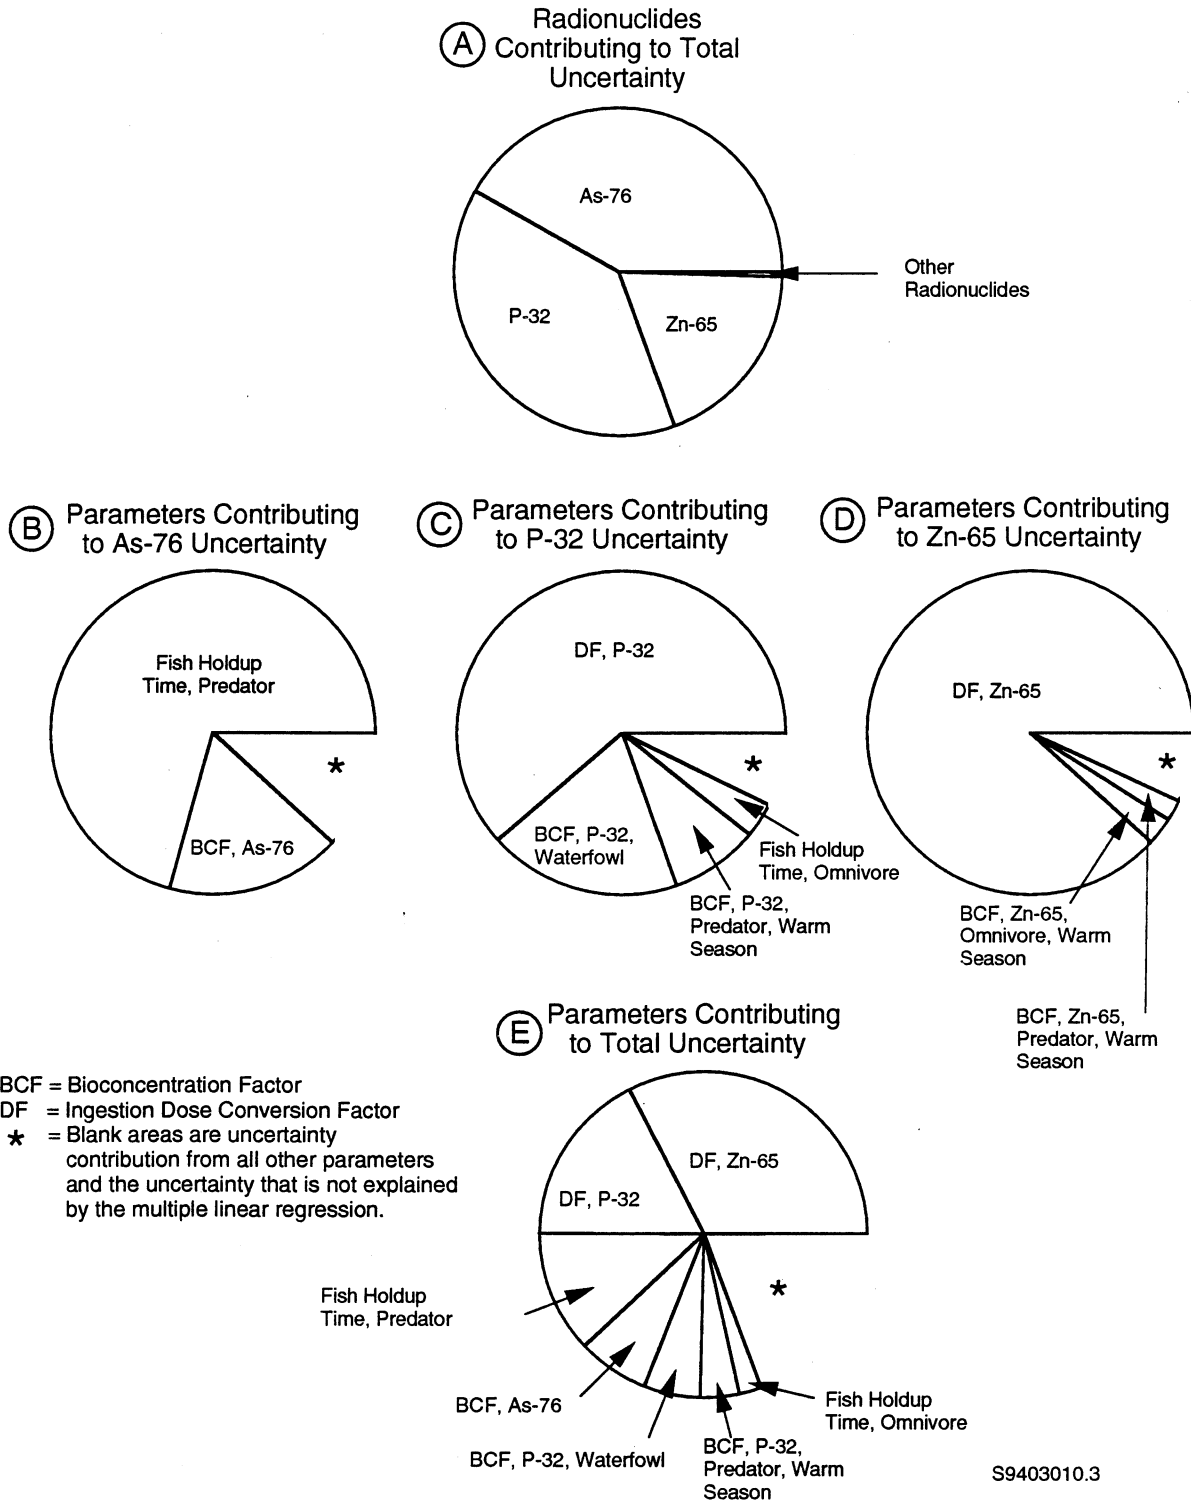 A
Radionuclides
Contributing to Total
Uncertainty
As-76
P-32
Zn-65
Other
Radionuclides
B
Parameters Contributing
to As-76 Uncertainty
Fish Holdup
Time, Predator
BCF, As-76
*
C
Parameters Contributing
to P-32 Uncertainty
DF, P-32
*
BCF, P-32,
Waterfowl
Fish Holdup
Time, Omnivore
BCF, P-32,
Predator, Warm
Season
D
Parameters Contributing
to Zn-65 Uncertainty
DF, Zn-65
*
BCF, Zn-65,
Omnivore, Warm
Season
BCF, Zn-65,
Predator, Warm
Season
E
Parameters Contributing
to Total Uncertainty
BCF = Bioconcentration Factor
DF = Ingestion Dose Conversion Factor
* = Blank areas are uncertainty
contribution from all other parameters
and the uncertainty that is not explained
by the multiple linear regression.
DF, Zn-65
DF, P-32
*
Fish Holdup
Time, Predator
BCF, As-76
BCF, P-32, Waterfowl
BCF, P-32,
Predator, Warm
Season
Fish Holdup
Time, Omnivore
S9403010.3